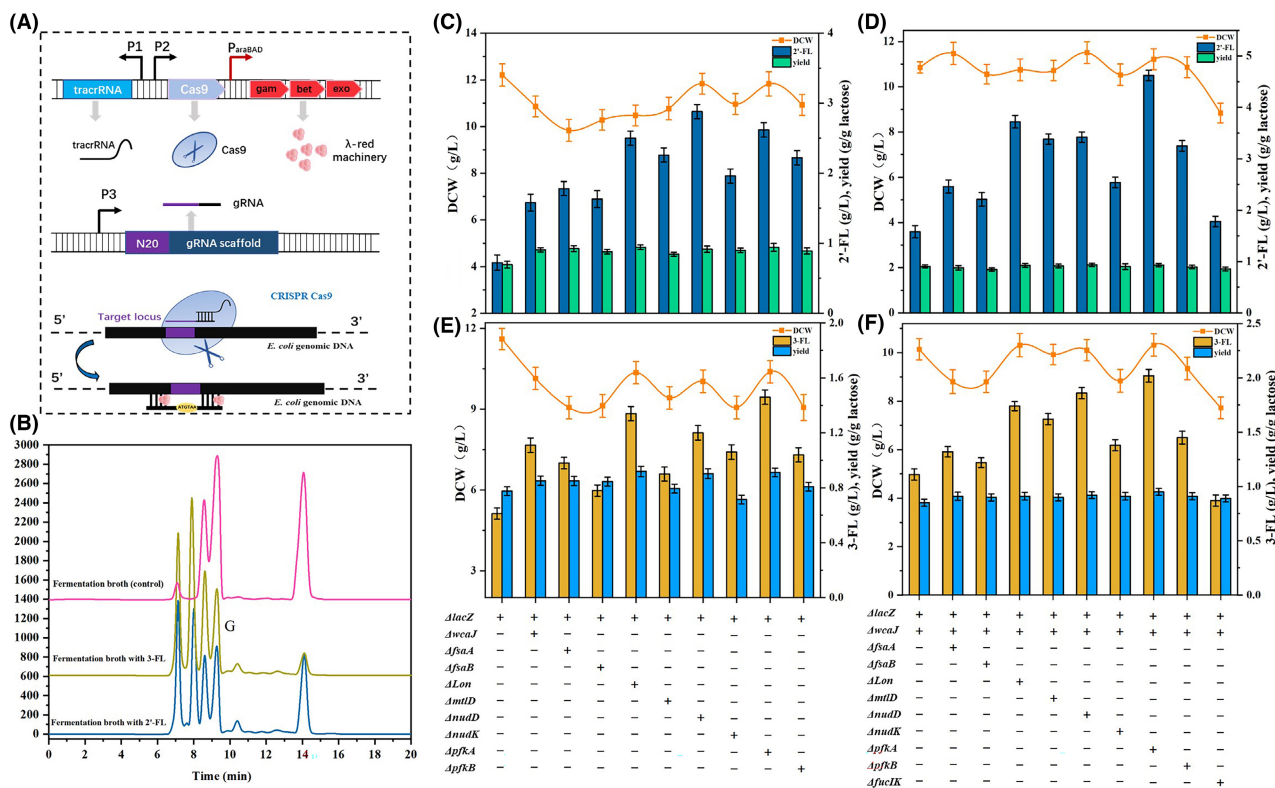 (A)
P1
P2
ParaBAD
tracrRNA
Cas9
gam
bet
exo
tracrRNA
Cas9
λ-red
machinery
P3
gRNA
N20
gRNA scaffold
CRISPR Cas9
Target locus
5'
3'
E. coli genomic DNA
5'
3'
ATGTAA
E. coli genomic DNA
(B)
3000
2800
2600
2400
2200
2000
1800
1600
1400
1200
1000
800
600
400
200
0
Fermentation broth (control)
G
Fermentation broth with 3-FL
Fermentation broth with 2'-FL
0 2 4 6 8 10 12 14 16 18 20
Time (min)
(C)
14
12
10
8
6
4
2
DCW (g/L)
DCW
2'-FL
yield
4
3
2
1
0
2'-FL (g/L), yield (g/g lactose)
(D)
12
10
8
6
4
2
0
DCW (g/L)
DCW
2'-FL
yield
5
4
3
2
1
0
2'-FL (g/L), yield (g/g lactose)
(E)
12
9
6
3
DCW (g/L)
DCW
3-FL
yield
2.0
1.6
1.2
0.8
0.4
0.0
3-FL (g/L), yield (g/g lactose)
(F)
10
8
6
4
2
0
DCW (g/L)
DCW
3-FL
yield
2.5
2.0
1.5
1.0
0.5
0.0
3-FL (g/L), yield (g/g lactose)
ΔlacZ + + + + + + + + + +
ΔwcaJ − + − − − − − − − −
ΔfsaA − − + − − − − − − −
ΔfsaB − − − + − − − − − −
ΔLon − − − − + − − − − −
ΔmtlD − − − − − + − − − −
ΔnudD − − − − − − + − − −
ΔnudK − − − − − − − + − −
ΔpfkA − − − − − − − − + −
ΔpfkB − − − − − − − − − +
ΔlacZ + + + + + + + + + +
ΔwcaJ + + + + + + + + + +
ΔfsaA − + − − − − − − − −
ΔfsaB − − + − − − − − − −
ΔLon − − − + − − − − − −
ΔmtlD − − − − + − − − − −
ΔnudD − − − − − + − − − −
ΔnudK − − − − − − + − − −
ΔpfkA − − − − − − − + − −
ΔpfkB − − − − − − − − + −
ΔfucIK − − − − − − − − − +